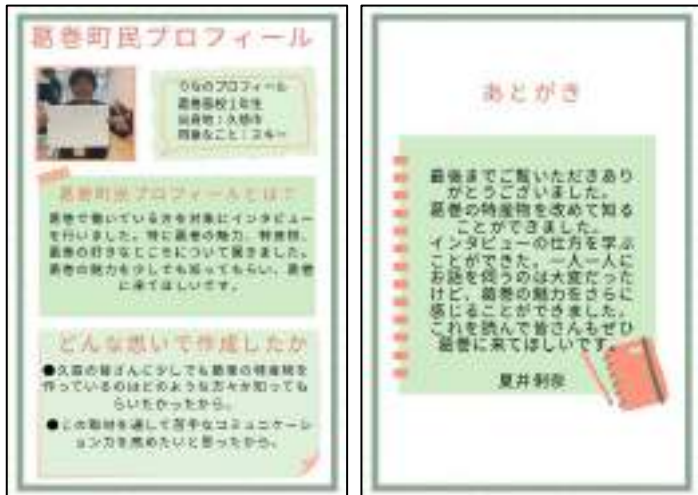 葛巻町民プロフィール
りなのプロフィール
葛巻高校1年生
出身地：久慈市
得意なこと：スキー
葛巻町民プロフィールとは？
葛巻で働いている方を対象にインタビュー
を行いました。特に葛巻の魅力、特産物、
葛巻の好きなところについて聞きました。
葛巻の魅力を少しでも知ってもらい、葛巻
に来てほしいです。
どんな思いで作成したか
●久慈の皆さんに少しでも葛巻の特産物を
作っているのはどのような方々か知っても
らいたかったから。
●この取材を通して苦手なコミュニケーシ
ョン力を高めたいと思ったから。
あとがき
最後までご覧いただきあり
がとうございました。
葛巻の特産物を改めて知る
ことができました。
インタビューの仕方を学ぶ
ことができた。一人一人に
お話を伺うのは大変だった
けど、葛巻の魅力をさらに
感じることができました。
これを読んで皆さんもぜひ
葛巻に来てほしいです。
夏井